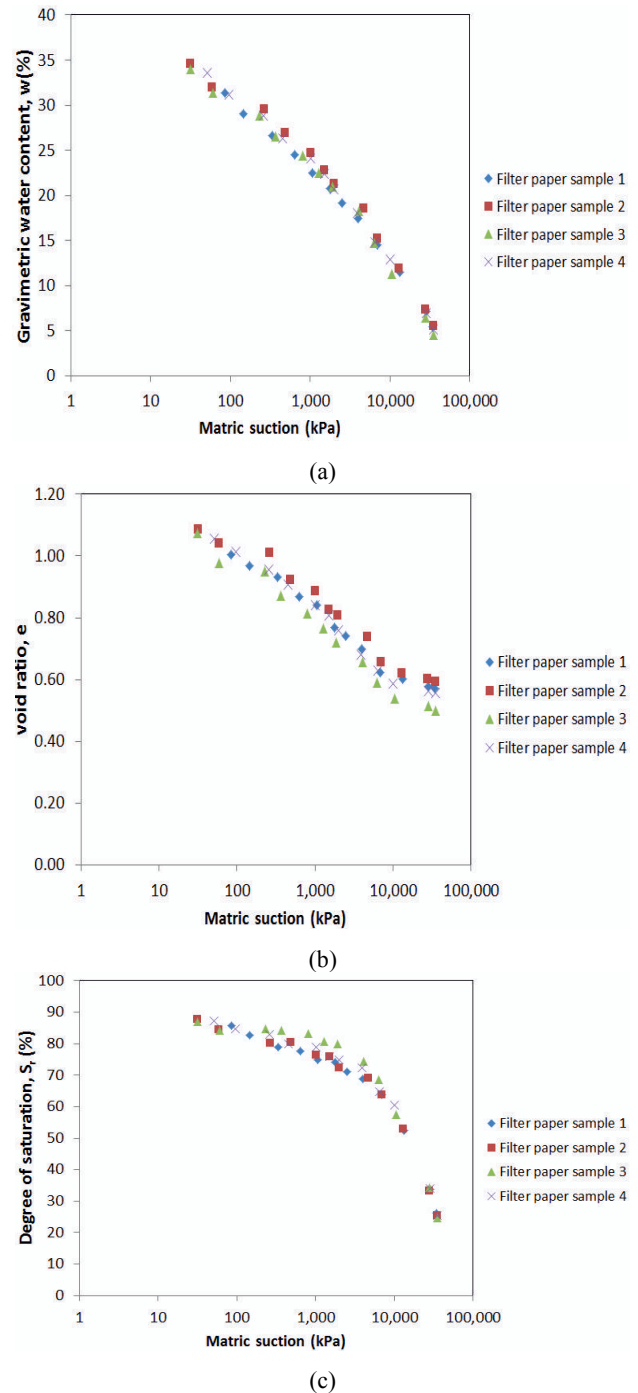 40
35
30
25
20
15
10
5
0
Gravimetric water content, w(%)
1 10 100 1,000 10,000 100,000
Matric suction (kPa)
Filter paper sample 1
Filter paper sample 2
Filter paper sample 3
Filter paper sample 4
(a)
1.20
1.00
0.80
0.60
0.40
0.20
0.00
void ratio, e
1 10 100 1,000 10,000 100,000
Matric suction (kPa)
Filter paper sample 1
Filter paper sample 2
Filter paper sample 3
Filter paper sample 4
(b)
100
90
80
70
60
50
40
30
20
10
0
Degree of saturation, Sr (%)
1 10 100 1,000 10,000 100,000
Matric suction (kPa)
Filter paper sample 1
Filter paper sample 2
Filter paper sample 3
Filter paper sample 4
(c)